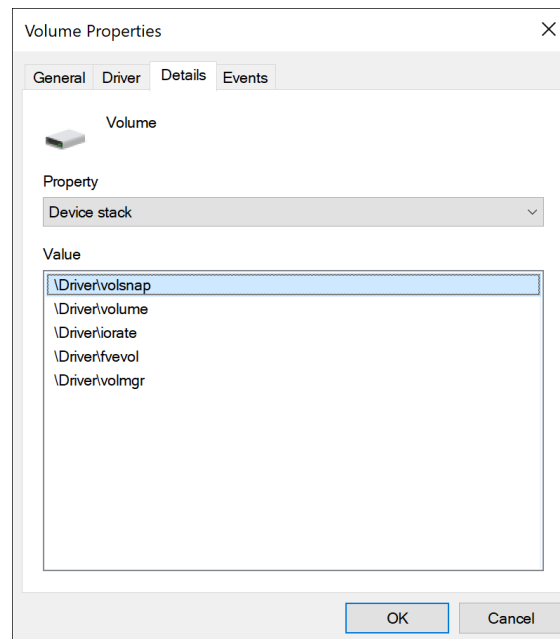 Volume Properties
General Driver Details Events
Volume
Property
Device stack
Value
\Driver\volsnap
\Driver\volume
\Driver\iorate
\Driver\fvevol
\Driver\volmgr
OK Cancel